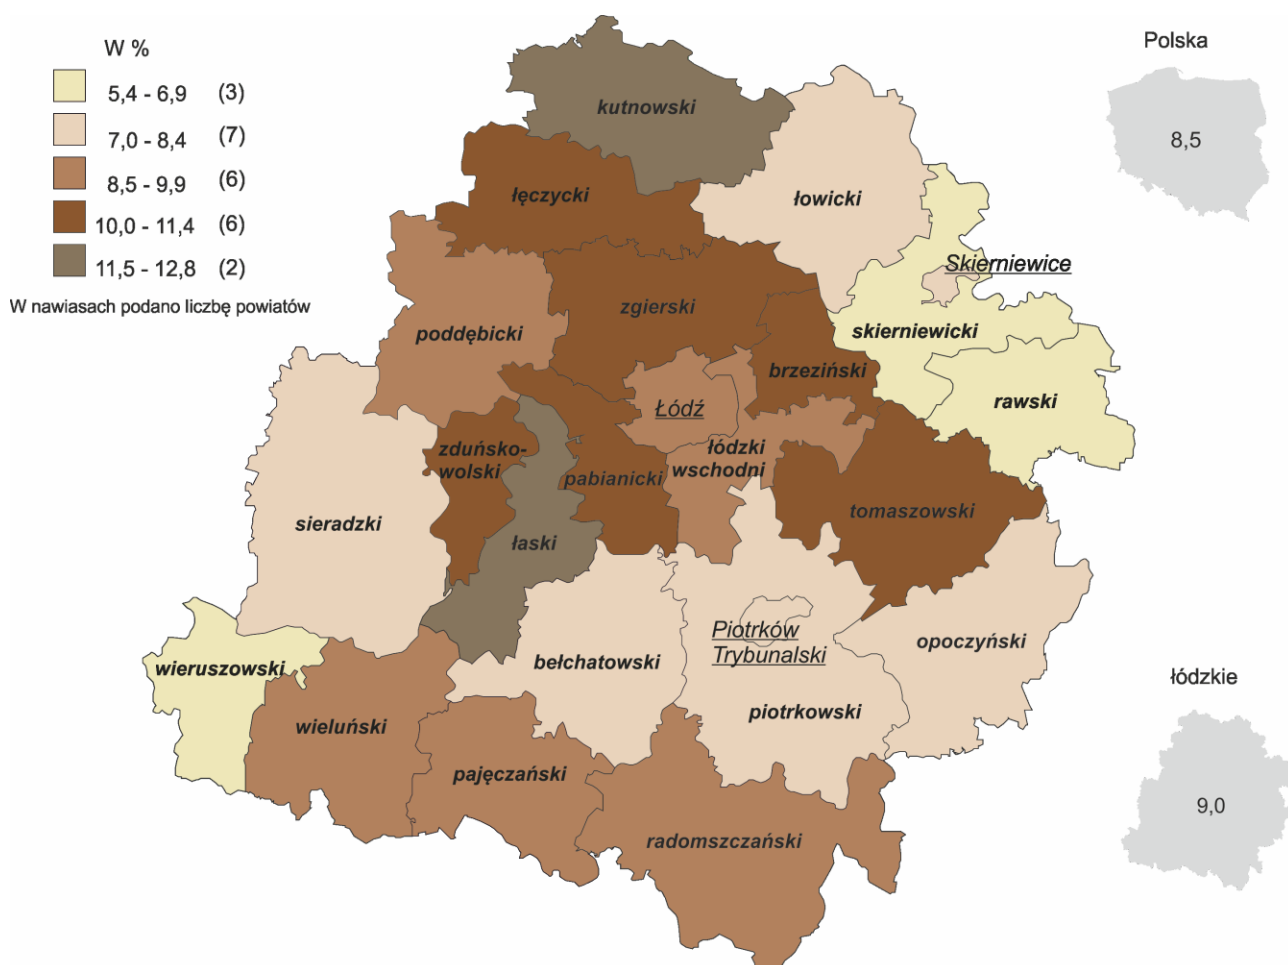 W %
5,4 - 6,9 (3)
7,0 - 8,4 (7)
8,5 - 9,9 (6)
10,0 - 11,4 (6)
11,5 - 12,8 (2)
W nawiasach podano liczbę powiatów
Polska
8,5
kutnowski
łęczycki
łowicki
Skierniewice
zgierski
poddębicki
skierniewicki
brzeziński
rawski
Łódź
zduńsko-
wolski
łódzki
wschodni
pabianicki
sieradzki
łaski
tomaszowski
Piotrków
Trybunalski
opoczyński
wieruszowski
bełchatowski
piotrkowski
wieluński
pajęczański
radomszczański
łódzkie
9,0